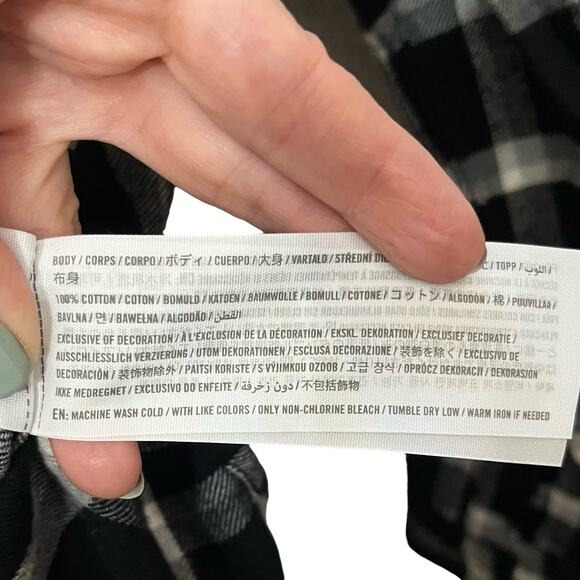 BODY / CORPS / CORPO / ボディ / CUERPO / 大身 / VARTALO / STŘEDNÍ / TOPP /
布身
100% COTTON / COTON / BOMULD / KATOEN / BAUMWOLLE / BOMULL / COTONE / コットン / ALGODÓN / 棉 / PUUVILLAA /
BAVLNA / 면 / BAWEŁNA / ALGODÃO / القطن
EXCLUSIVE OF DECORATION / À L'EXCLUSION DE LA DÉCORATION / EKSKL. DEKORATION / EXCLUSIEF DECORATIE /
AUSSCHLIESSLICH VERZIERUNG / UTOM DEKORATIONEN / ESCLUSA DECORAZIONE / 装飾を除く / EXCLUSIVO DE
DECORACIÓN / 装饰物除外 / PAITSI KORISTE / S VÝJIMKOU OZDOB / 고급 장식 / OPRÓCZ DEKORACJI / DEKORASJON
IKKE MEDREGNET / EXCLUSIVO DO ENFEITE / دون زخرفة / 不包括飾物
EN: MACHINE WASH COLD / WITH LIKE COLORS / ONLY NON-CHLORINE BLEACH / TUMBLE DRY LOW / WARM IRON IF NEEDED